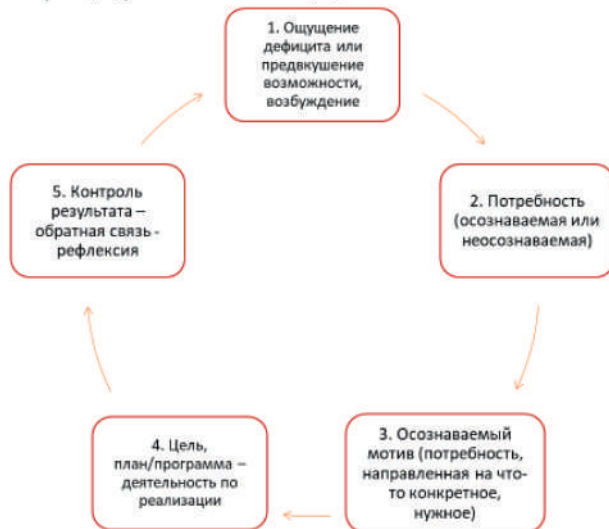 1. Ощущение
дефицита или
предвкушение
возможности,
возбуждение
2. Потребность
(осознаваемая или
неосознаваемая)
3. Осознаваемый
мотив (потребность,
направленная на что-
то конкретное,
нужное)
4. Цель,
план/программа –
деятельность по
реализации
5. Контроль
результата –
обратная связь -
рефлексия